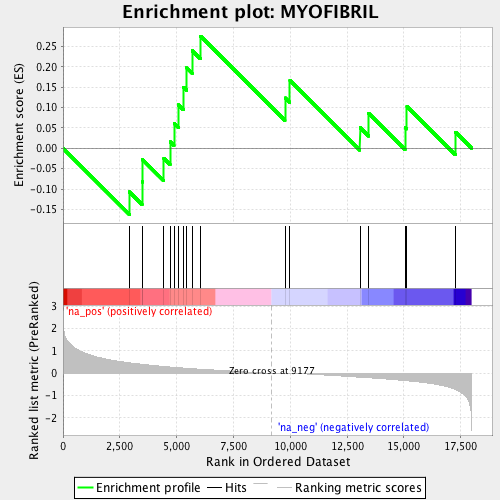 Enrichment plot: MYOFIBRIL
Enrichment score (ES)
0.25
0.20
0.15
0.10
0.05
0.00
-0.05
-0.10
-0.15
'na_pos' (positively correlated)
Ranked list metric (PreRanked)
3
2
1
0
-1
-2
Zero cross at 9177
'na_neg' (negatively correlated)
0
2,500
5,000
7,500
10,000
12,500
15,000
17,500
Rank in Ordered Dataset
Enrichment profile
Hits
Ranking metric scores